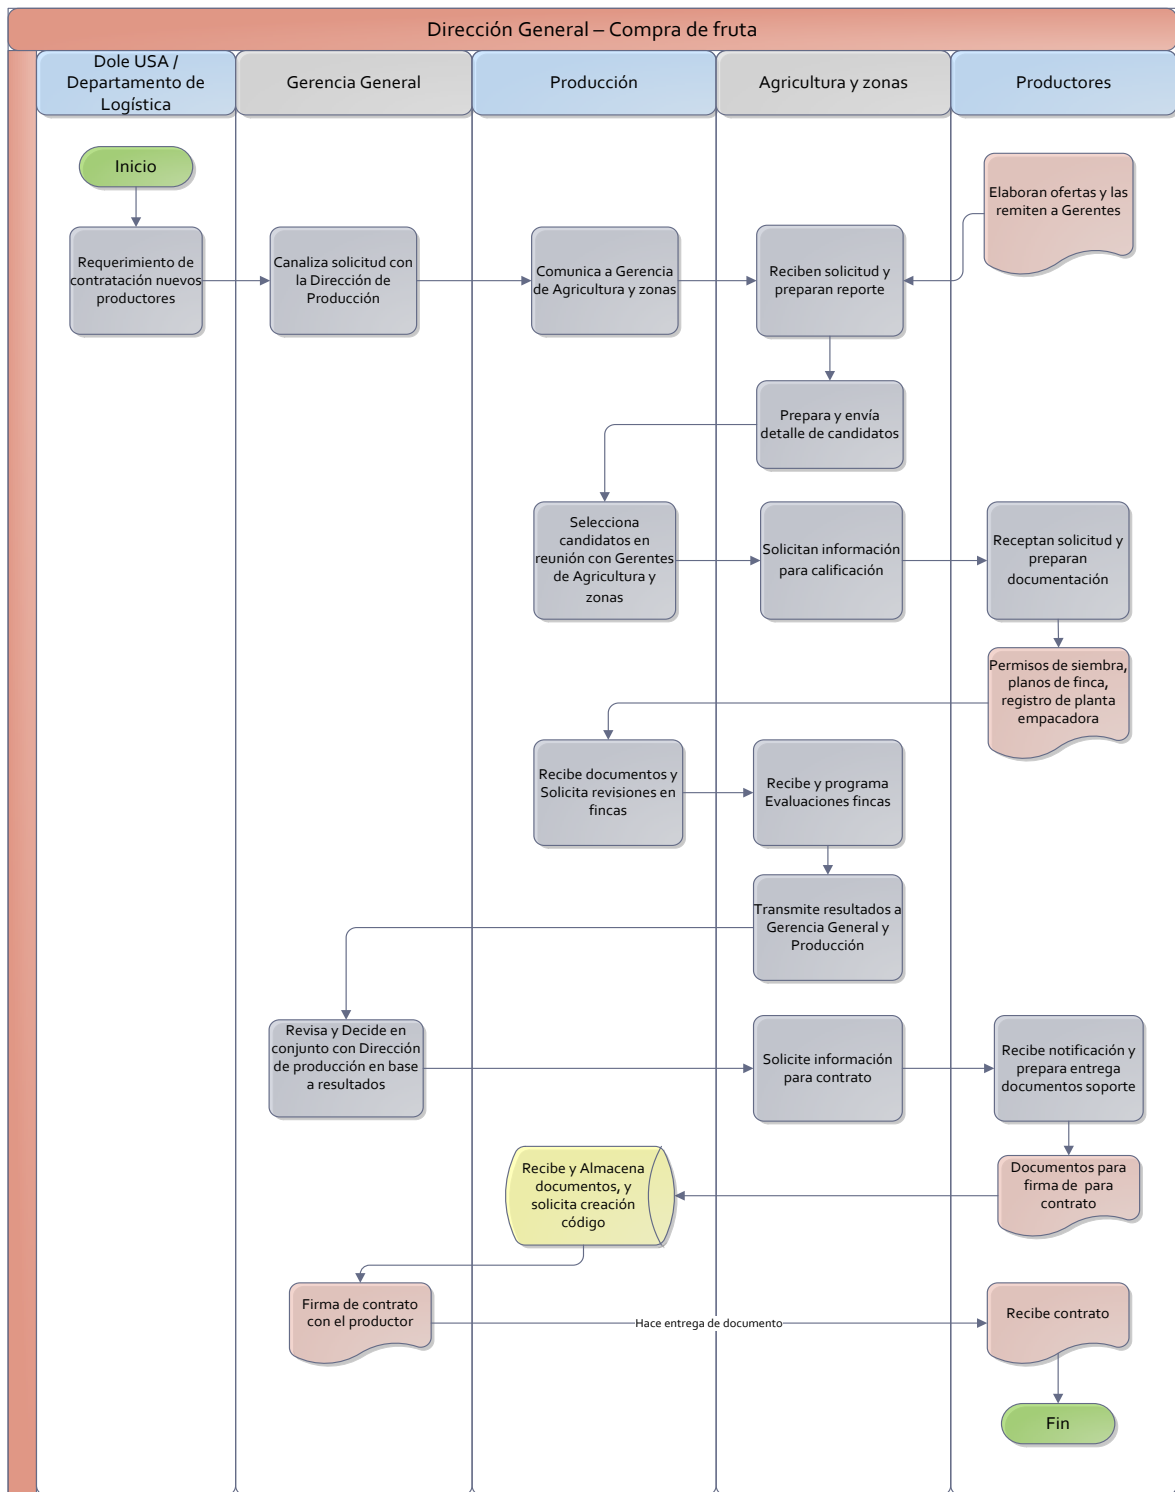 Dirección General – Compra de fruta
Dole USA /
Departamento de
Logística
Gerencia General
Producción
Agricultura y zonas
Productores
Inicio
Elaboran ofertas y las
remiten a Gerentes
Requerimiento de
contratación nuevos
productores
Canaliza solicitud con
la Dirección de
Producción
Comunica a Gerencia
de Agricultura y zonas
Reciben solicitud y
preparan reporte
Prepara y envía
detalle de candidatos
Selecciona
candidatos en
reunión con Gerentes
de Agricultura y
zonas
Solicitan información
para calificación
Receptan solicitud y
preparan
documentación
Permisos de siembra,
planos de finca,
registro de planta
empacadora
Recibe documentos y
Solicita revisiones en
fincas
Recibe y programa
Evaluaciones fincas
Transmite resultados a
Gerencia General y
Producción
Revisa y Decide en
conjunto con Dirección
de producción en base
a resultados
Solicite información
para contrato
Recibe notificación y
prepara entrega
documentos soporte
Documentos para
firma de  para
contrato
Recibe y Almacena
documentos, y
solicita creación
código
Firma de contrato
con el productor
Hace entrega de documento
Recibe contrato
Fin